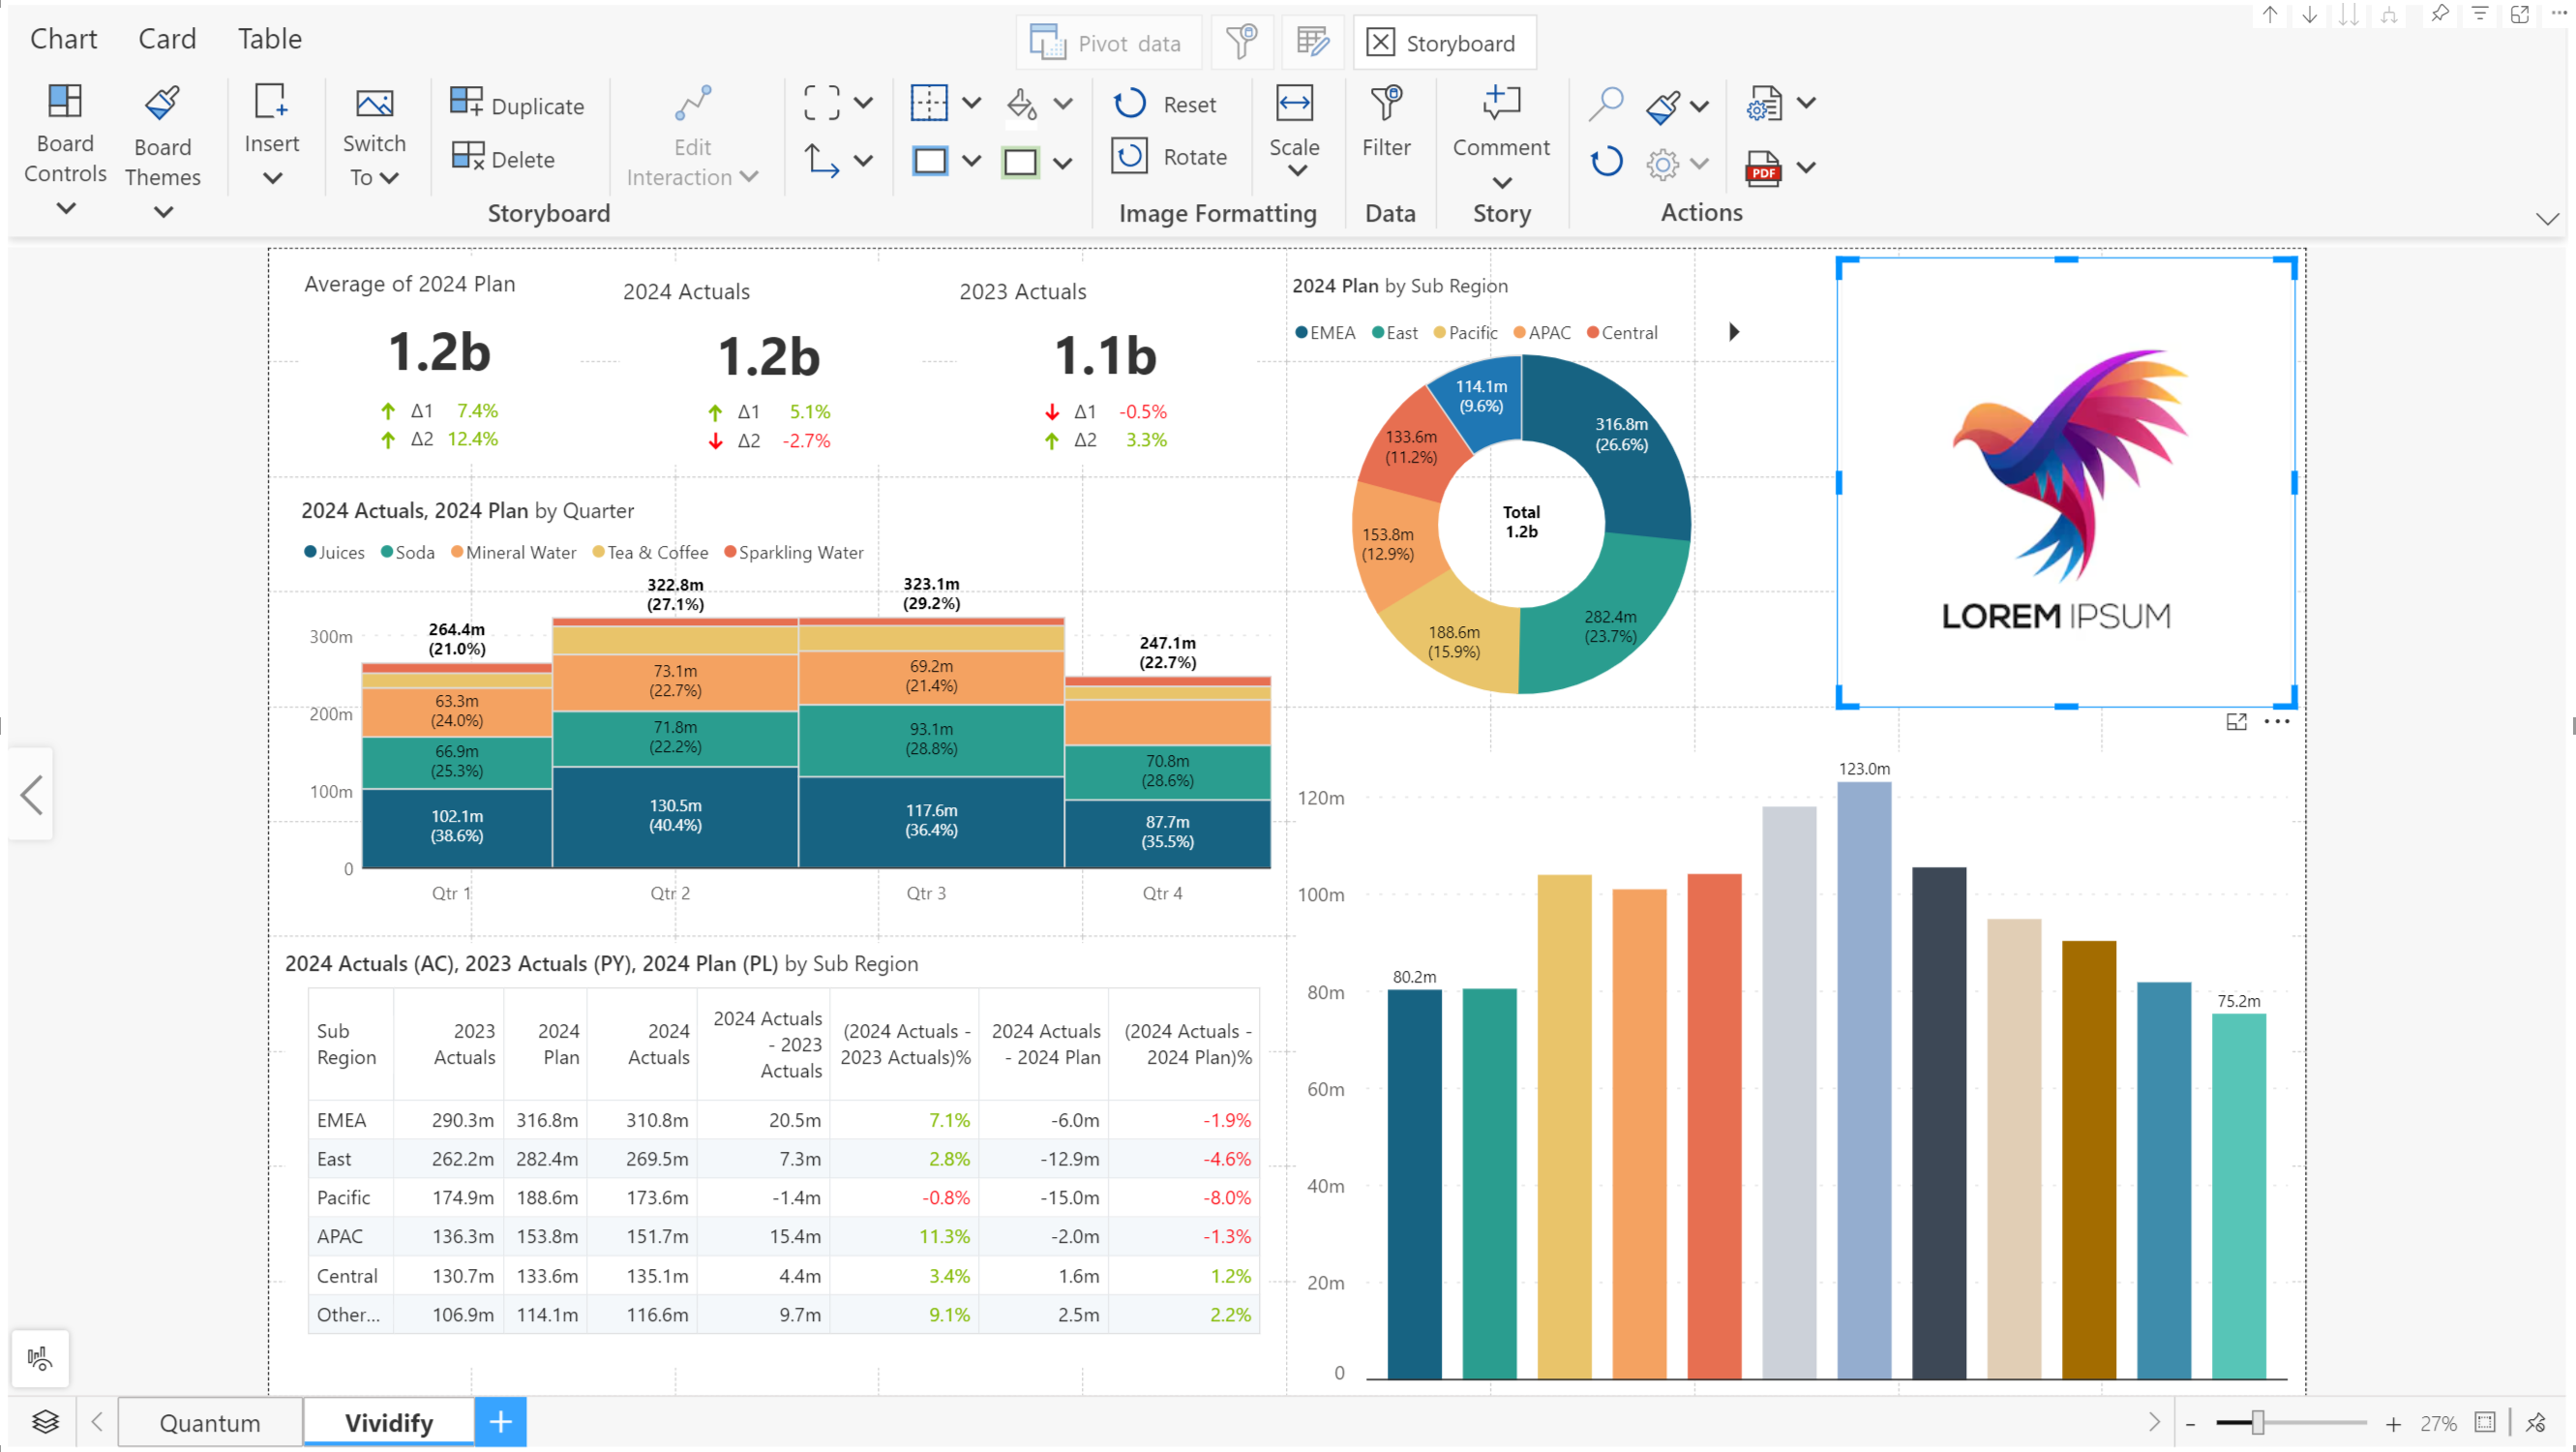 Chart Card Table
Pivot data
Storyboard
Board Controls
Board Themes
Insert
Switch To
Duplicate
Delete
Edit Interaction
Storyboard
Reset
Rotate
Scale
Image Formatting
Filter
Data
Comment
Story
PDF
Actions
Average of 2024 Plan
1.2b
Δ1 7.4%
Δ2 12.4%
2024 Actuals
1.2b
Δ1 5.1%
Δ2 -2.7%
2023 Actuals
1.1b
Δ1 -0.5%
Δ2 3.3%
2024 Plan by Sub Region
EMEA East Pacific APAC Central
114.1m
(9.6%)
316.8m
(26.6%)
133.6m
(11.2%)
153.8m
(12.9%)
Total
1.2b
188.6m
(15.9%)
282.4m
(23.7%)
LOREM IPSUM
2024 Actuals, 2024 Plan by Quarter
Juices Soda Mineral Water Tea & Coffee Sparkling Water
300m
200m
100m
0
264.4m
(21.0%)
63.3m
(24.0%)
66.9m
(25.3%)
102.1m
(38.6%)
322.8m
(27.1%)
73.1m
(22.7%)
71.8m
(22.2%)
130.5m
(40.4%)
323.1m
(29.2%)
69.2m
(21.4%)
93.1m
(28.8%)
117.6m
(36.4%)
247.1m
(22.7%)
70.8m
(28.6%)
87.7m
(35.5%)
Qtr 1 Qtr 2 Qtr 3 Qtr 4
2024 Actuals (AC), 2023 Actuals (PY), 2024 Plan (PL) by Sub Region
Sub Region
2023 Actuals
2024 Plan
2024 Actuals
2024 Actuals - 2023 Actuals
(2024 Actuals - 2023 Actuals)%
2024 Actuals - 2024 Plan
(2024 Actuals - 2024 Plan)%
EMEA 290.3m 316.8m 310.8m 20.5m 7.1% -6.0m -1.9%
East 262.2m 282.4m 269.5m 7.3m 2.8% -12.9m -4.6%
Pacific 174.9m 188.6m 173.6m -1.4m -0.8% -15.0m -8.0%
APAC 136.3m 153.8m 151.7m 15.4m 11.3% -2.0m -1.3%
Central 130.7m 133.6m 135.1m 4.4m 3.4% 1.6m 1.2%
Other... 106.9m 114.1m 116.6m 9.7m 9.1% 2.5m 2.2%
120m
100m
80m
60m
40m
20m
0
80.2m
123.0m
75.2m
Quantum
Vividify
27%